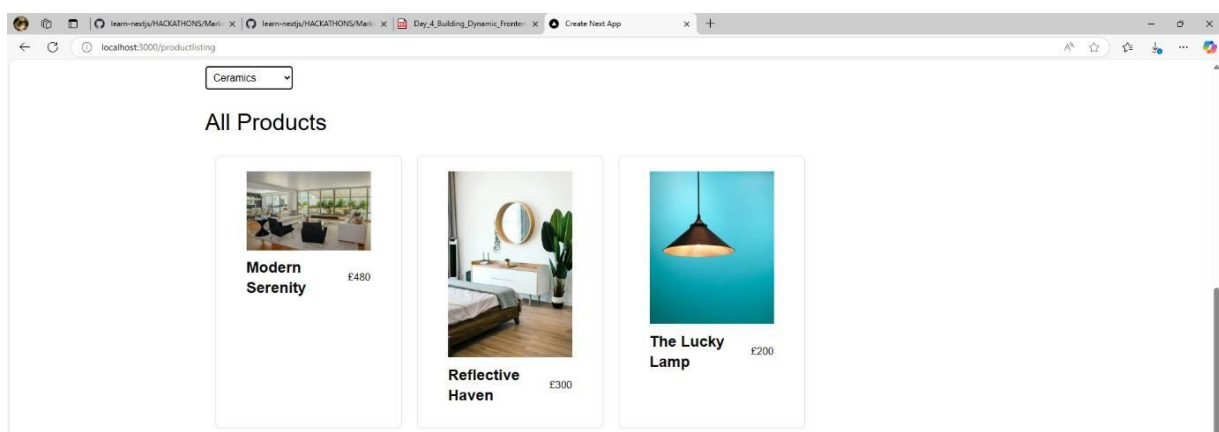 learn-nextjs/HACKATHONS/Mark
learn-nextjs/HACKATHONS/Mark
Day_4_Building_Dynamic_Fronten
Create Next App
localhost:3000/productlisting
Ceramics
All Products
Modern
Serenity
£480
Reflective
Haven
£300
The Lucky
Lamp
£200